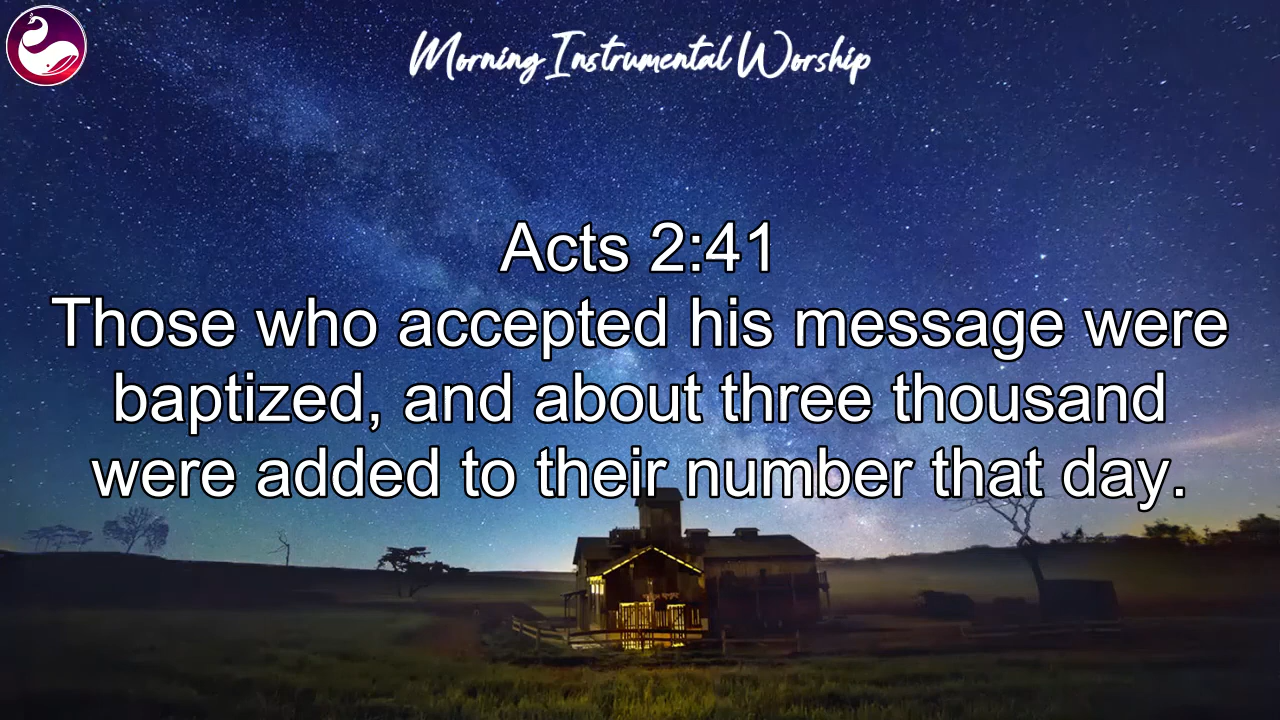 Morning Instrumental Worship
Acts 2:41
Those who accepted his message were
baptized, and about three thousand
were added to their number that day.